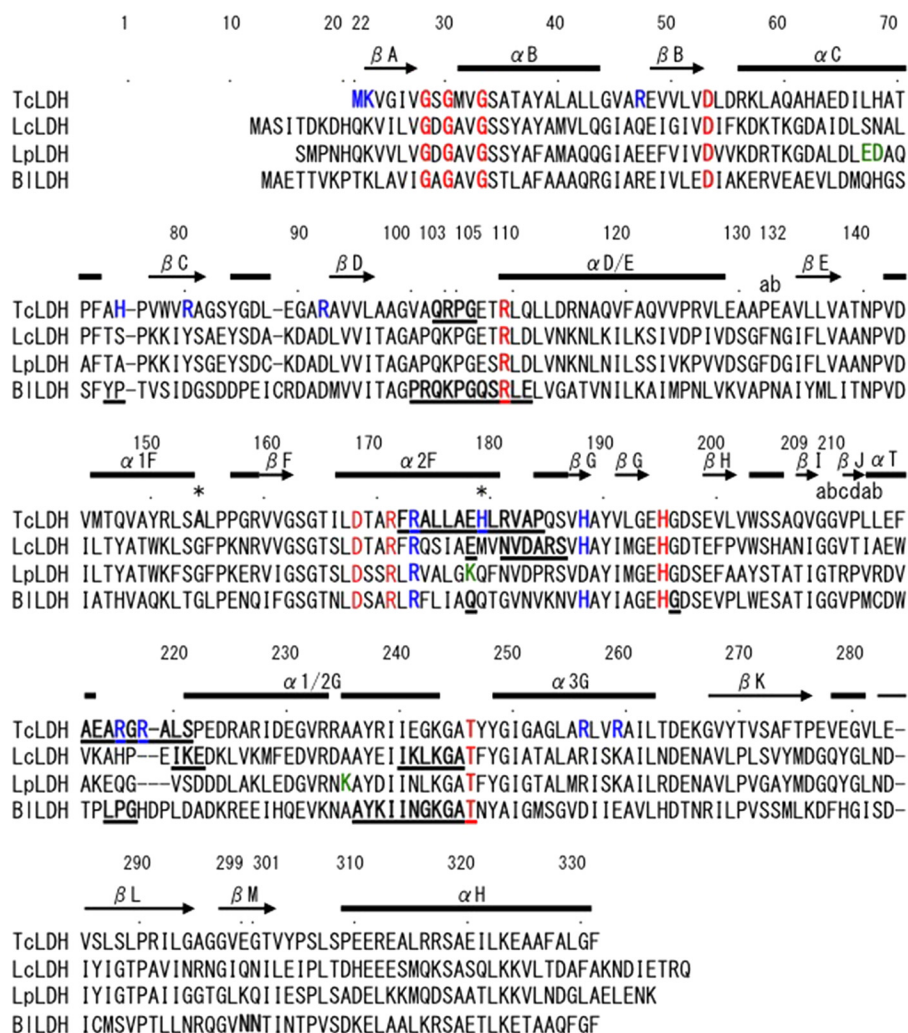 1 10 20 22 30 40 50 60 70
βA αB βB αC
TcLDH MKVGIVGSGMVGSATAYALALLGVAREVVLVDLDRKLAQAHAEDILHAT
LcLDH MASITDKDHQKVILVGDGAVGSSYAYAMVLQGIAQEIGIVDIFKDKTKGDAIDLSNAL
LpLDH SMPNHQKVVLVGDGAVGSSYAFAMAQQGIAEEFVIVDVVKDRTKGDALDLEDAQ
BlLDH MAETTVKPTKLAVIGAGAVGSTLAFAAAQRGIAREIVLEDIAKERVEAEVLDMQHGS
80 90 100 103 105 110 120 130 132 140
βC βD αD/E βE
ab
TcLDH PFAH-PVWVRAGSYGDL-EGARAVVLAAGVAQRPGETRLQLLDRNAQVFAQVVPRVLEAAPEAVLLVATNPVD
LcLDH PFTS-PKKIYSAEYSDA-KDADLVVITAGAPQKPGETRLDLVNKNLKILKSIVDPIVDSGFNGIFLVAANPVD
LpLDH AFTA-PKKIYSGEYSDC-KDADLVVITAGAPQKPGESRLDLVNKNLNILSSIVKPVVDSGFDGIFLVAANPVD
BlLDH SFYP-TVSIDGSDDPEICRDADMVVITAGPRQKPGQSRLELVGATVNILKAIMPNLVKVAPNAIYMLITNPVD
150 160 170 180 190 200 209 210
α1F βF α2F βG βG βH βI βJ αT
* * abcdab
TcLDH VMTQVAYRLSALPPGRVVGSGTILDTARFRALLAEHLRVAPQSVHAYVLGEHGDSEVLVWSSAQVGGVPLLEF
LcLDH ILTYATWKLSGFPKNRVVGSGTSLDTARFRQSIAEMVNVDARSVHAYIMGEHGDTEFPVWSHANIGGVTIAEW
LpLDH ILTYATWKFSGFPKERVIGSGTSLDSSRLRVALGKQFNVDPRSVDAYIMGEHGDSEFAAYSTATIGTRPVRDV
BlLDH IATHVAQKLTGLPENQIFGSGTNLDSARLRFLIAQQTGVNVKNVHAYIAGEHGDSEVPLWESATIGGVPMCDW
220 230 240 250 260 270 280
α1/2G α3G βK
TcLDH AEARGR-ALSPEDRARIDEGVRRAAYRIIEGKGATYYGIGAGLARLVRAILTDEKGVYTVSAFTPEVEGVLE-
LcLDH VKAHP--EIKEDKLVKMFEDVRDAAYEIIKLKGATFYGIATALARISKAILNDENAVLPLSVYMDGQYGLND-
LpLDH AKEQG---VSDDDLAKLEDGVRNKAYDIINLKGATFYGIGTALMRISKAILRDENAVLPVGAYMDGQYGLND-
BlLDH TPLPGHDPLDADKREEIHQEVKNAAYKIINGKGATNYAIGMSGVDIIEAVLHDTNRILPVSSMLKDFHGISD-
290 299 301 310 320 330
βL βM αH
TcLDH VSLSLPRILGAGGVEGTVYPSLSPEEREALRRSAEILKEAAFALGF
LcLDH IYIGTPAVINRNGIQNILEIPLTDHEEESMQKSASQLKKVLTDAFAKNDIETRQ
LpLDH IYIGTPAIIGGTGLKQIIESPLSADELKKMQDSAATLKKVLNDGLAELENK
BlLDH ICMSVPTLLNRQGVNNTINTPVSDKELAALKRSAETLKETAAQFGF